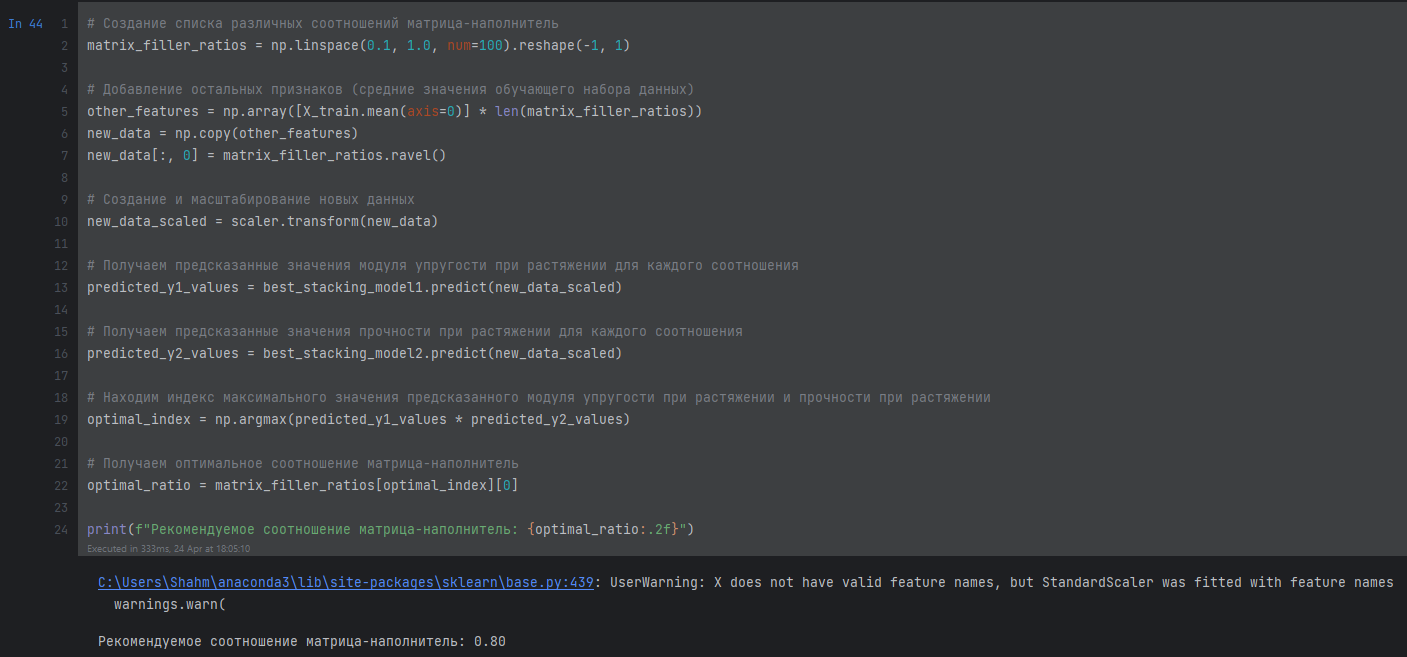 In 44
1 # Создание списка различных соотношений матрица-наполнитель
2 matrix_filler_ratios = np.linspace(0.1, 1.0, num=100).reshape(-1, 1)
3
4 # Добавление остальных признаков (средние значения обучающего набора данных)
5 other_features = np.array([X_train.mean(axis=0)] * len(matrix_filler_ratios))
6 new_data = np.copy(other_features)
7 new_data[:, 0] = matrix_filler_ratios.ravel()
8
9 # Создание и масштабирование новых данных
10 new_data_scaled = scaler.transform(new_data)
11
12 # Получаем предсказанные значения модуля упругости при растяжении для каждого соотношения
13 predicted_y1_values = best_stacking_model1.predict(new_data_scaled)
14
15 # Получаем предсказанные значения прочности при растяжении для каждого соотношения
16 predicted_y2_values = best_stacking_model2.predict(new_data_scaled)
17
18 # Находим индекс максимального значения предсказанного модуля упругости при растяжении и прочности при растяжении
19 optimal_index = np.argmax(predicted_y1_values * predicted_y2_values)
20
21 # Получаем оптимальное соотношение матрица-наполнитель
22 optimal_ratio = matrix_filler_ratios[optimal_index][0]
23
24 print(f"Рекомендуемое соотношение матрица-наполнитель: {optimal_ratio:.2f}")
Executed in 333ms, 24 Apr at 18:05:10
C:\Users\Shahm\anaconda3\lib\site-packages\sklearn\base.py:439: UserWarning: X does not have valid feature names, but StandardScaler was fitted with feature names
warnings.warn(
Рекомендуемое соотношение матрица-наполнитель: 0.80